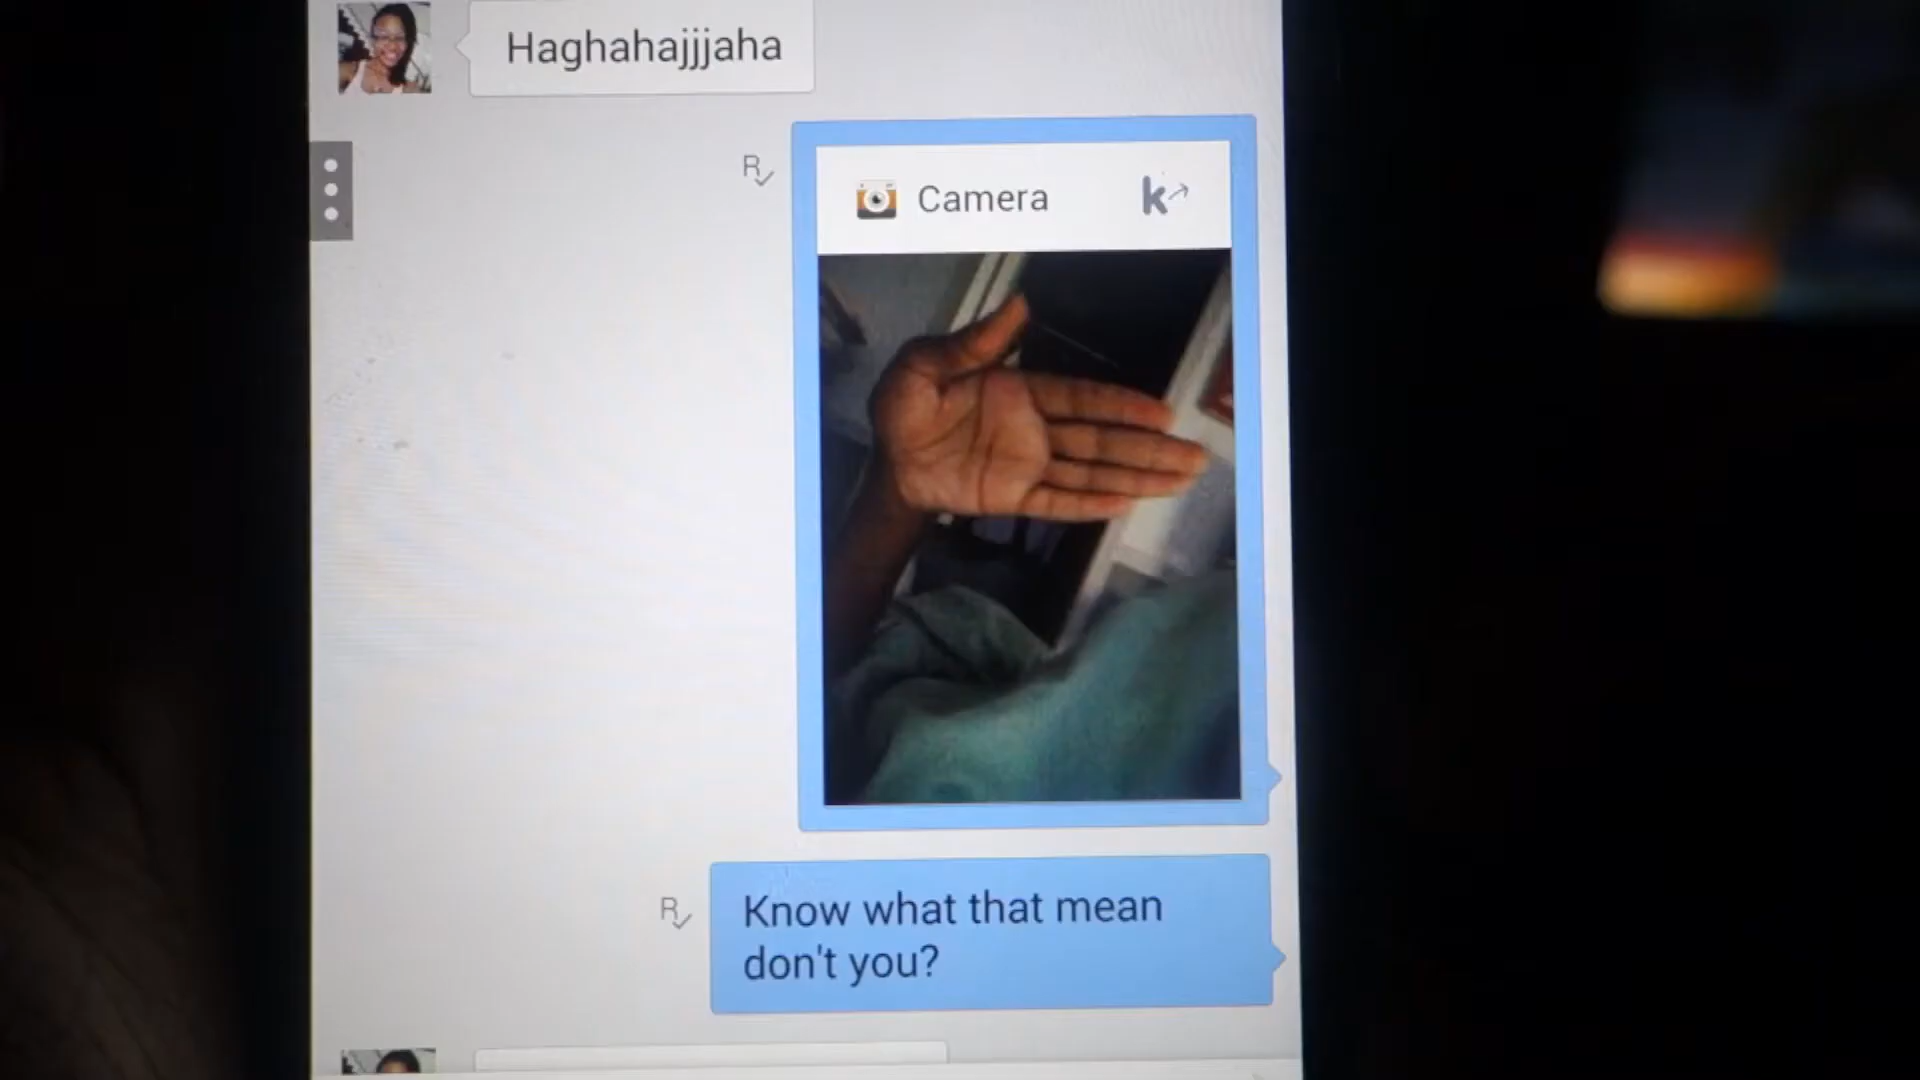 Haghahajjjaha
R
Camera
k
R
Know what that mean
don't you?